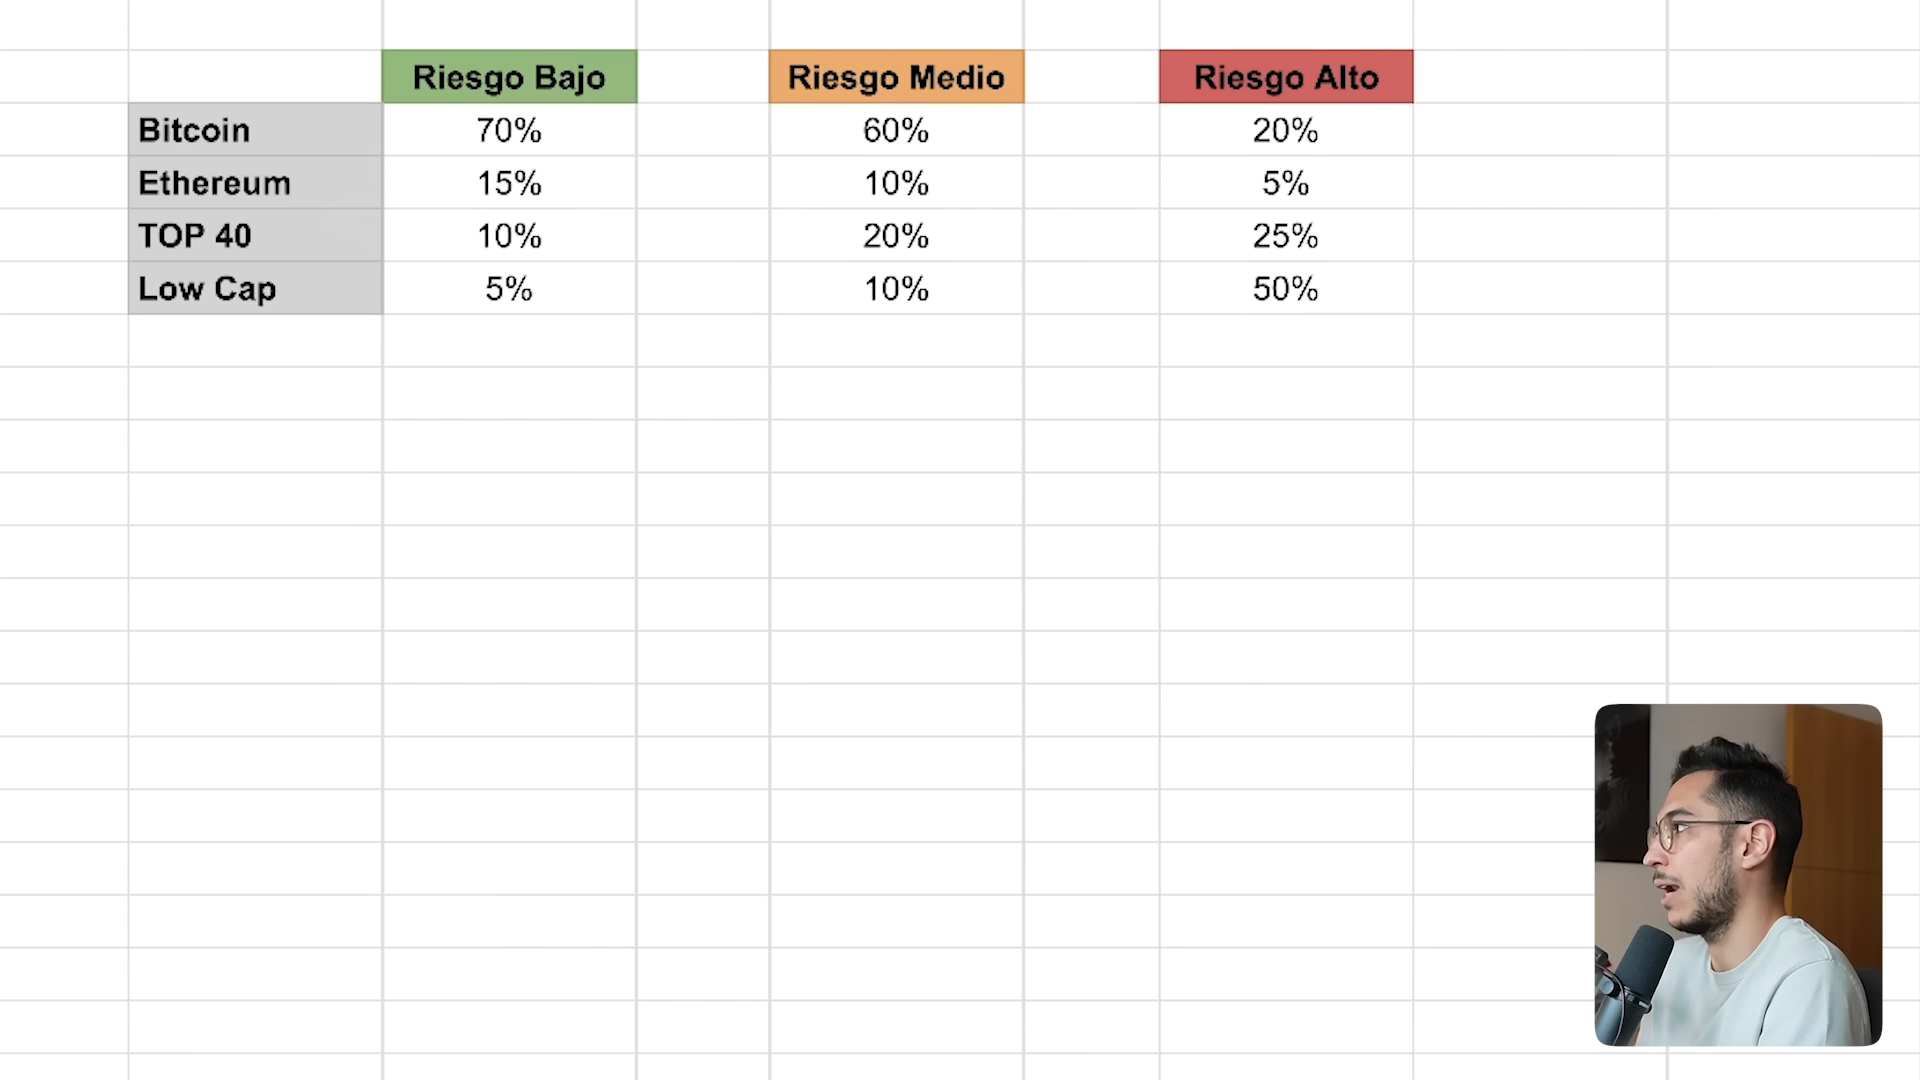 Riesgo Bajo Riesgo Medio Riesgo Alto
Bitcoin 70% 60% 20%
Ethereum 15% 10% 5%
TOP 40 10% 20% 25%
Low Cap 5% 10% 50%